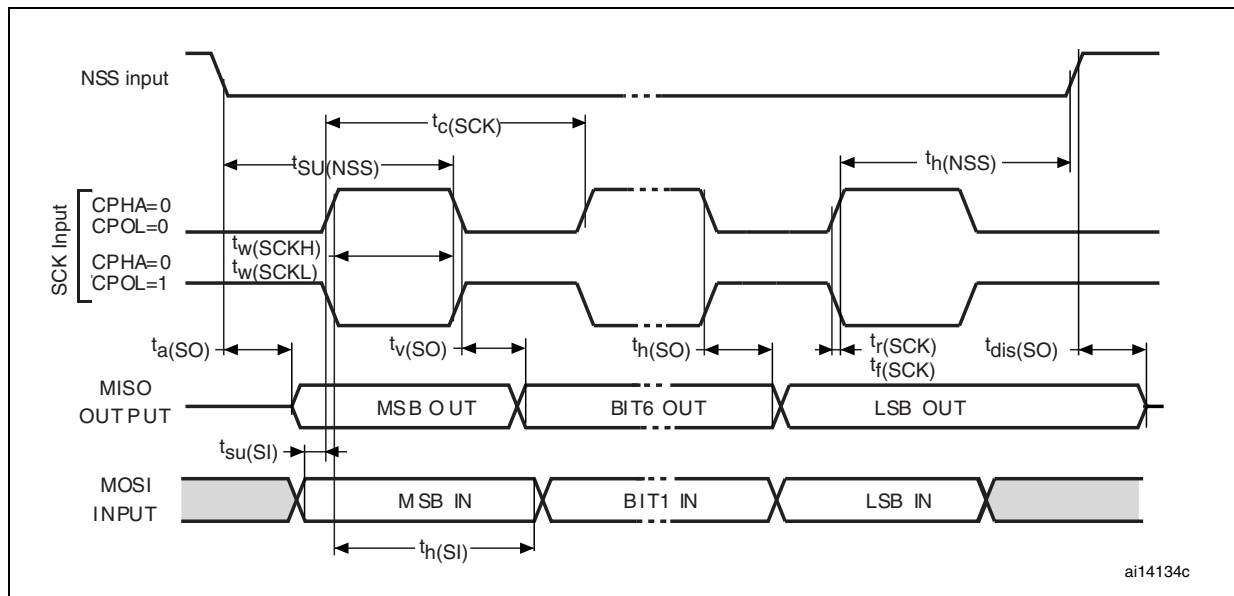 NSS input
tc(SCK)
tSU(NSS)
th(NSS)
SCK Input
CPHA=0
CPOL=0
tw(SCKH)
CPHA=0
tw(SCKL)
CPOL=1
ta(SO)
tv(SO)
th(SO)
tr(SCK)
tf(SCK)
tdis(SO)
MISO
OUTPUT
MSB OUT
BIT6 OUT
LSB OUT
tsu(SI)
MOSI
INPUT
MSB IN
BIT1 IN
LSB IN
th(SI)
ai14134c